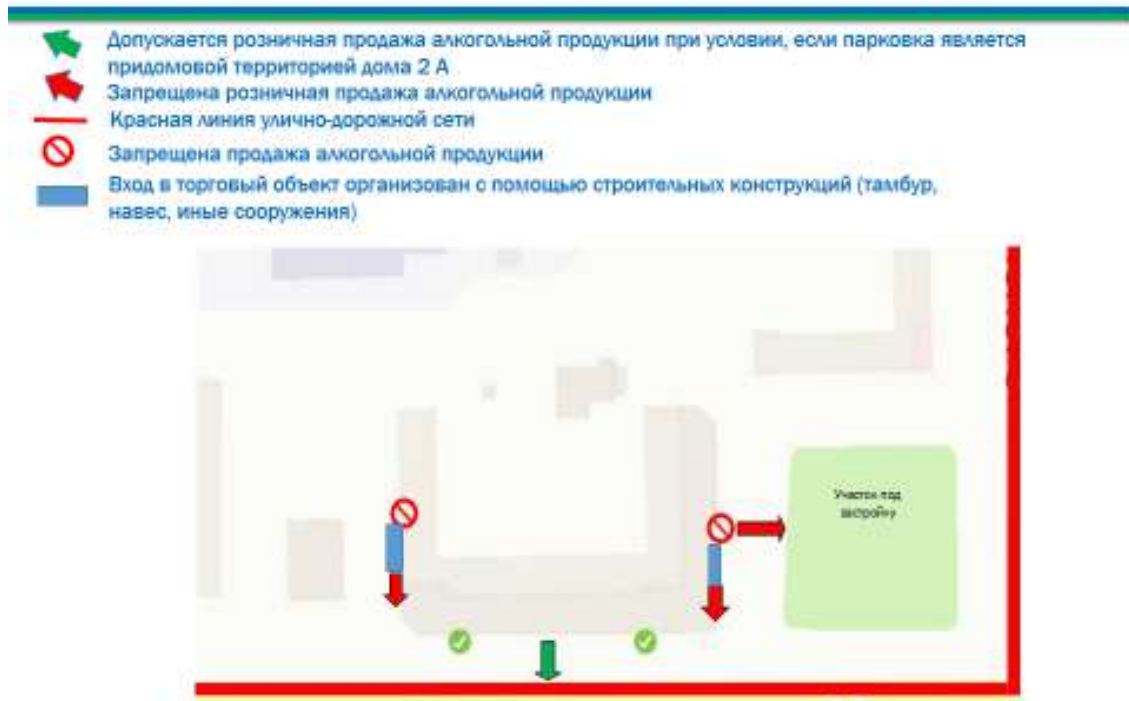 Допускается розничная продажа алкогольной продукции при условии, если парковка является
придомовой территорией дома 2 А
Запрещена розничная продажа алкогольной продукции
Красная линия улично-дорожной сети
Запрещена продажа алкогольной продукции
Вход в торговый объект организован с помощью строительных конструкций (тамбур,
навес, иные сооружения)
Участок под
застройку